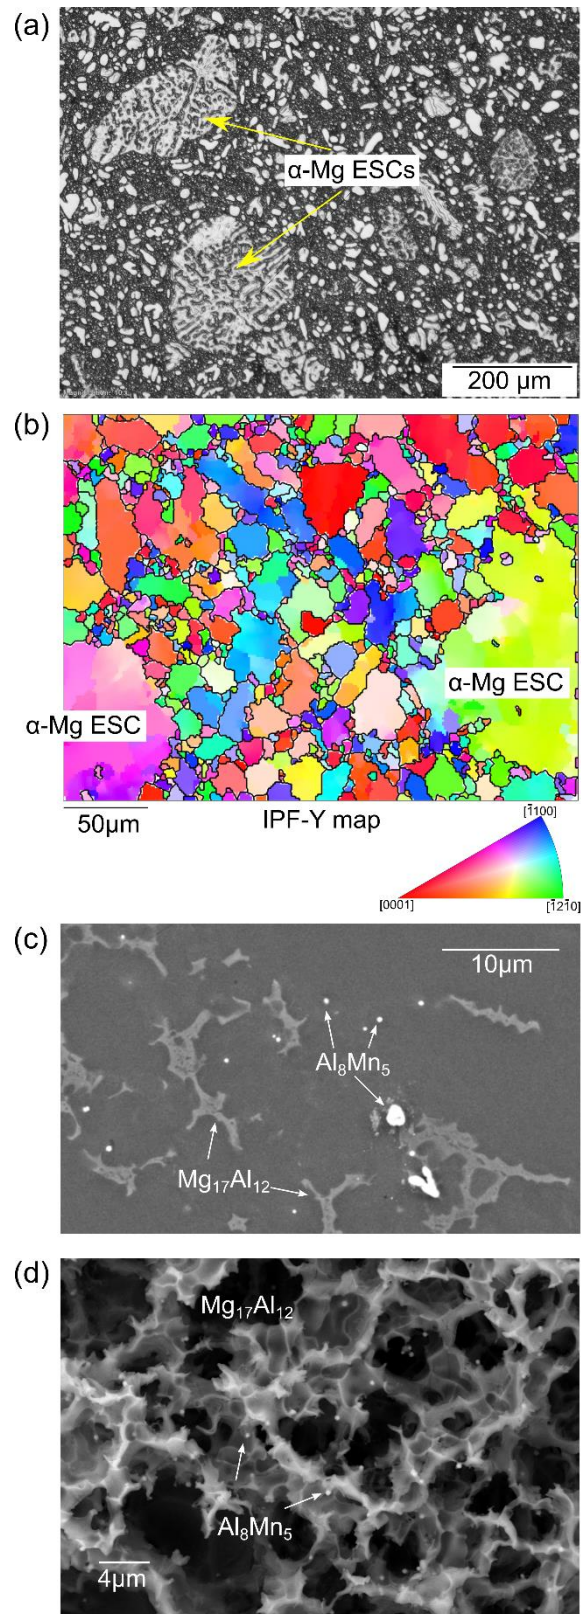 (a)
α-Mg ESCs
200 µm
(b)
α-Mg ESC
α-Mg ESC
50µm
IPF-Y map
[1̄100]
[0001]
[1̄21̄0]
(c)
10µm
Al₈Mn₅
Mg₁₇Al₁₂
(d)
Mg₁₇Al₁₂
Al₈Mn₅
4µm